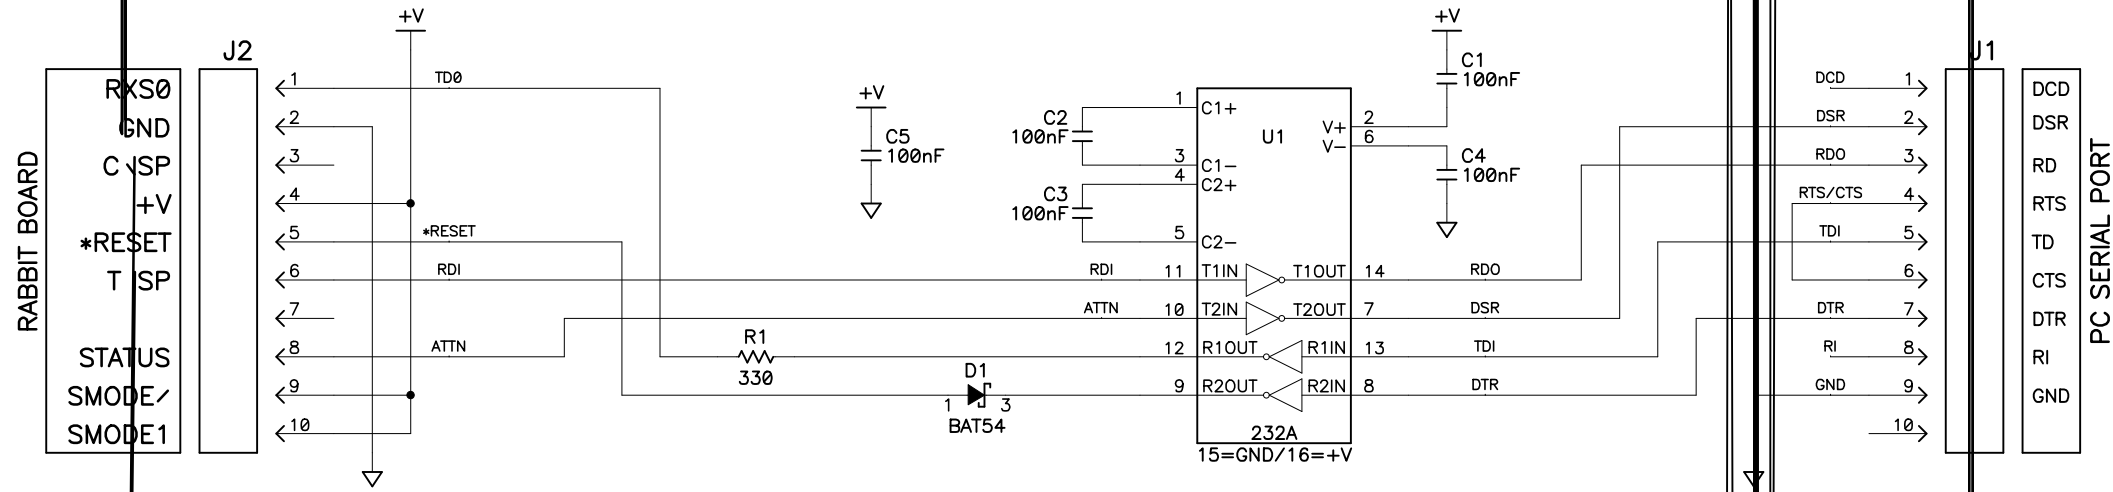 +V
+V
J2
J1
RABBIT BOARD
RXS0
GND
C SP
+V
*RESET
T SP
STATUS
SMODE/
SMODE1
1
2
3
4
5
6
7
8
9
10
TD0
*RESET
RDI
ATTN
+V
C5
100nF
R1
330
D1
1
3
BAT54
C2
100nF
C3
100nF
RDI
ATTN
1
3
4
5
11
10
12
9
C1+
C1-
C2+
C2-
T1IN
T2IN
R1OUT
R2OUT
U1
V+
V-
T1OUT
T2OUT
R1IN
R2IN
232A
15=GND/16=+V
2
6
14
7
13
8
C1
100nF
C4
100nF
RDO
DSR
TDI
DTR
DCD
DSR
RDO
RTS/CTS
TDI
DTR
RI
GND
1
2
3
4
5
6
7
8
9
10
DCD
DSR
RD
RTS
TD
CTS
DTR
RI
GND
PC SERIAL PORT